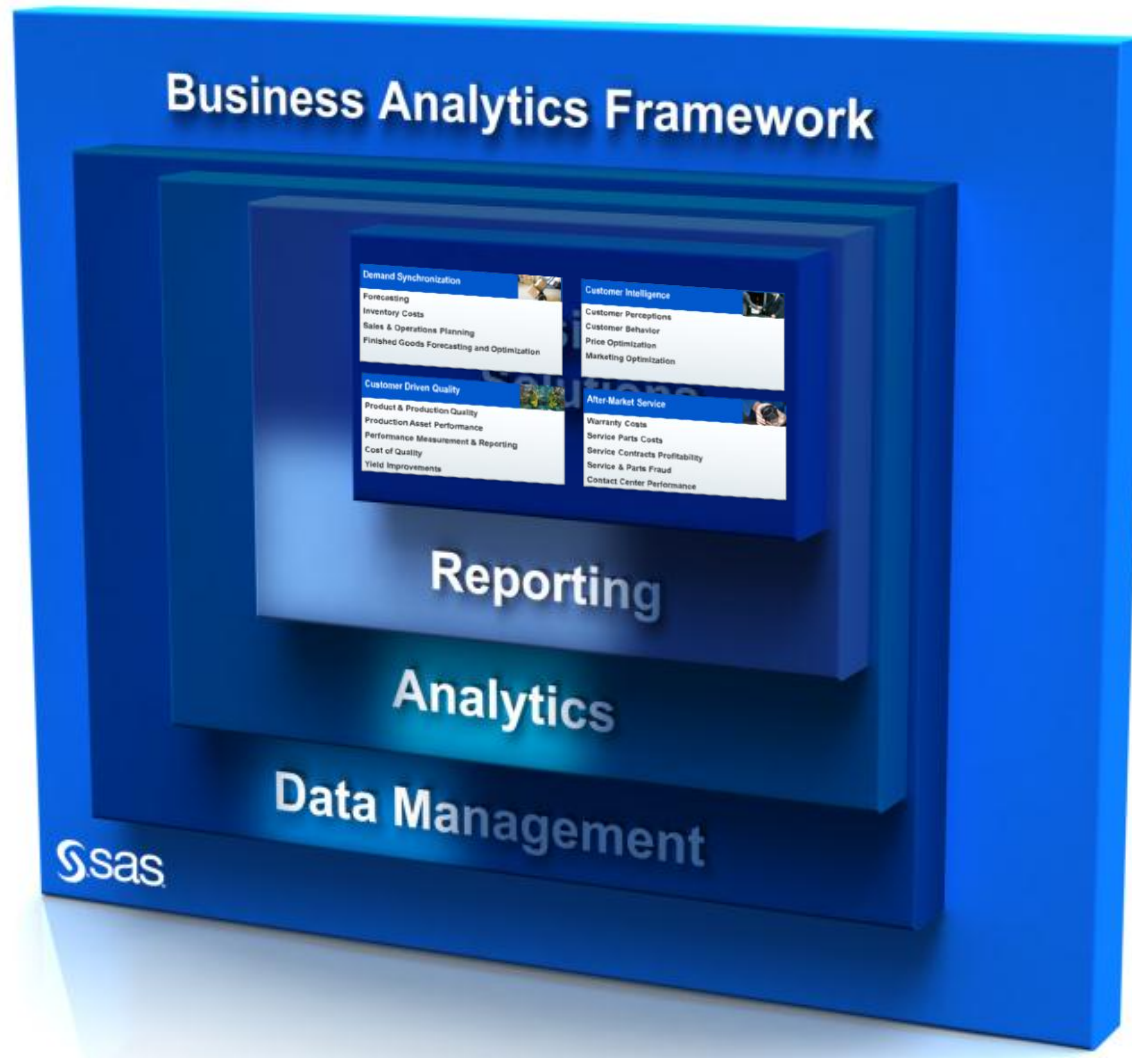 Business Analytics Framework
Demand Synchronization
Forecasting
Inventory Costs
Sales & Operations Planning
Finished Goods Forecasting and Optimization
Customer Intelligence
Customer Perceptions
Customer Behavior
Price Optimization
Marketing Optimization
Customer Driven Quality
Product & Production Quality
Production Asset Performance
Performance Measurement & Reporting
Cost of Quality
Yield Improvements
After-Market Service
Warranty Costs
Service Parts Costs
Service Contracts Profitability
Service & Parts Fraud
Contact Center Performance
Solutions
Reporting
Analytics
Data Management
sas